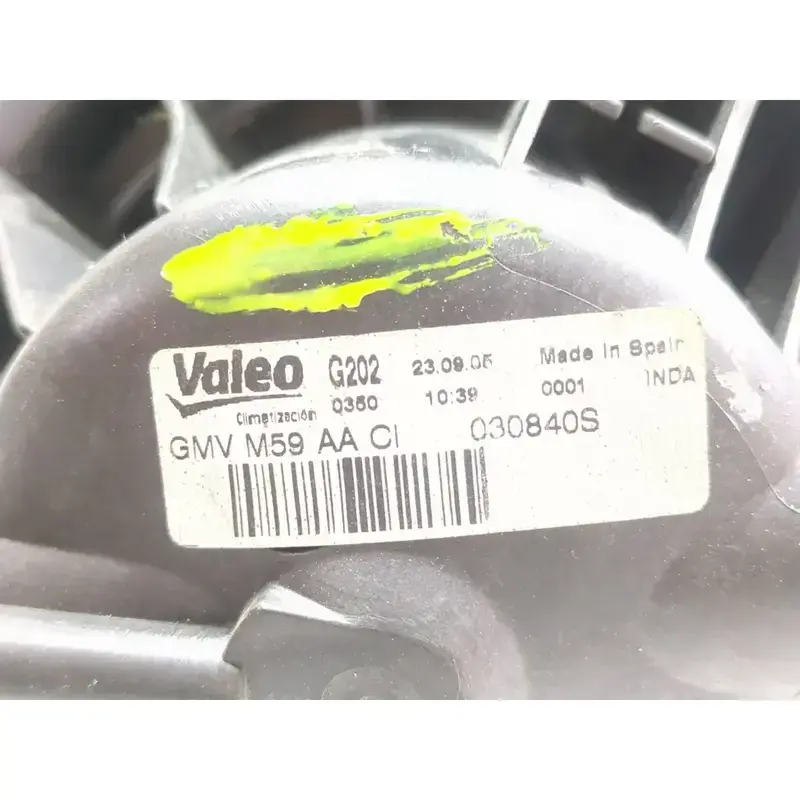 Valeo G202 23.09.05 Made in Spain
Climatización 0350 10:39 0001 INDA
GMV M59 AA CI 030840S